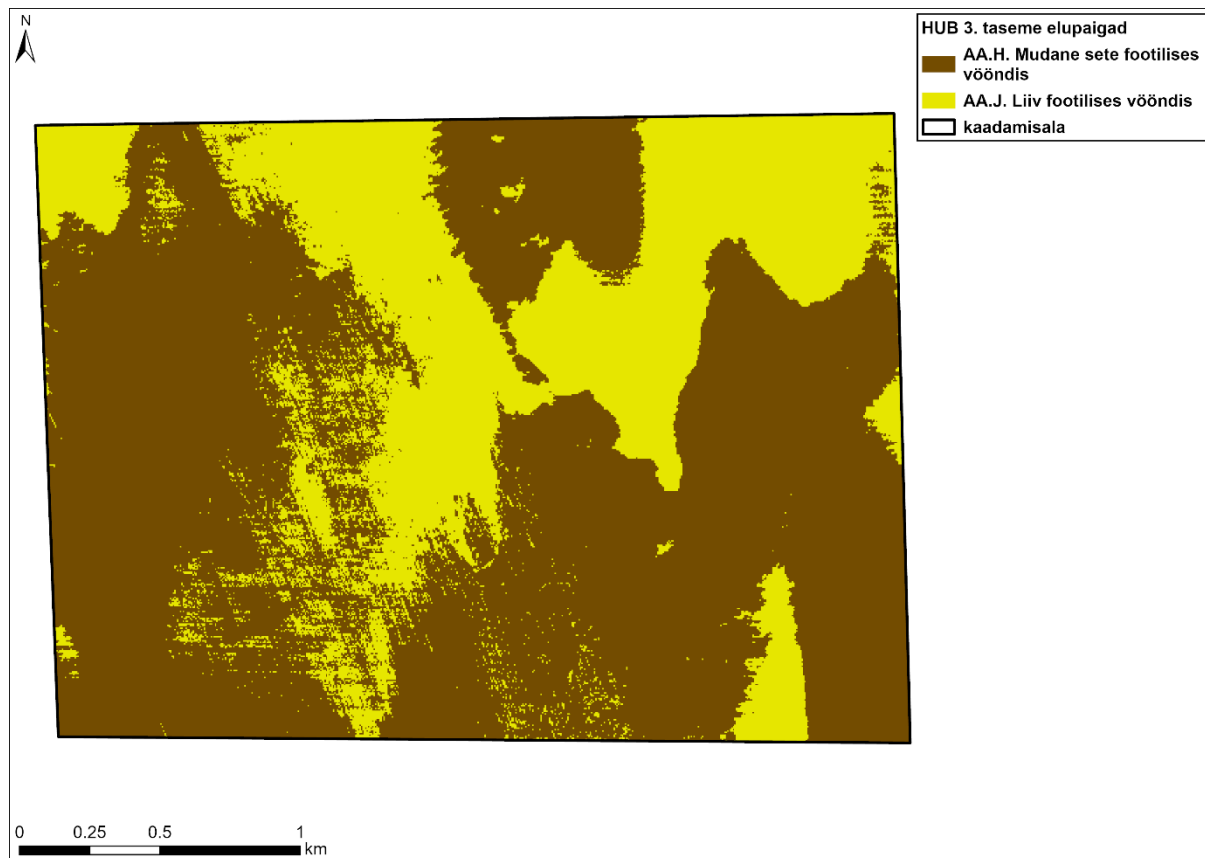 N
HUB 3. taseme elupaigad
AA.H. Mudane sete footilises
vööndis
AA.J. Liiv footilises vööndis
kaadamisala
0 0.25 0.5 1
km